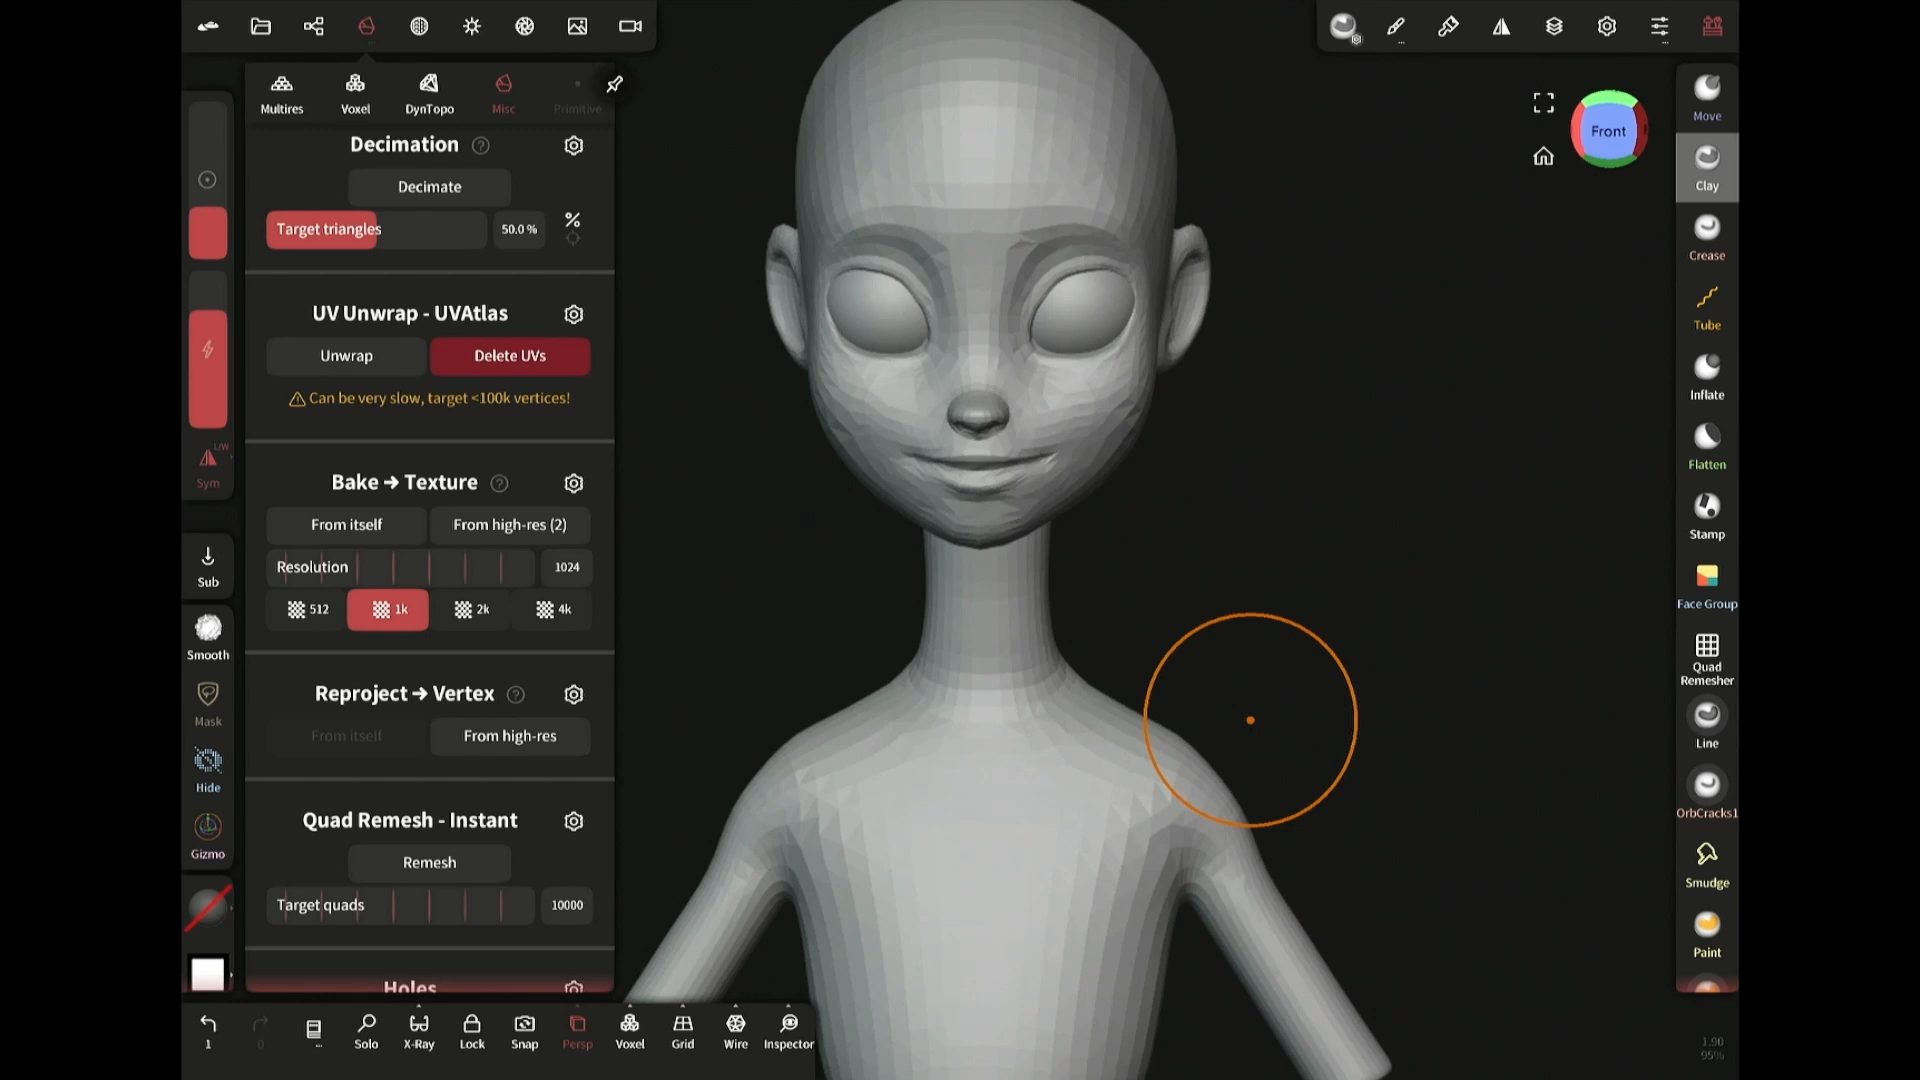 Multires
Voxel
DynTopo
Misc
Primitive
Decimation
Decimate
Target triangles
50.0 %
%
UV Unwrap - UVAtlas
Unwrap
Delete UVs
Can be very slow, target <100k vertices!
Bake → Texture
From itself
From high-res (2)
Resolution
1024
512
1k
2k
4k
Reproject → Vertex
From itself
From high-res
Quad Remesh - Instant
Remesh
Target quads
10000
Holes
L/W
Sym
Sub
Smooth
Mask
Hide
Gizmo
1
0
Solo
X-Ray
Lock
Snap
Persp
Voxel
Grid
Wire
Inspector
Front
Move
Clay
Crease
Tube
Inflate
Flatten
Stamp
Face Group
Quad
Remesher
Line
OrbCracks1
Smudge
Paint
1.90
95%